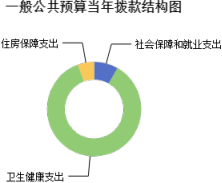 一般公共预算当年拨款结构图
住房保障支出
社会保障和就业支出
卫生健康支出